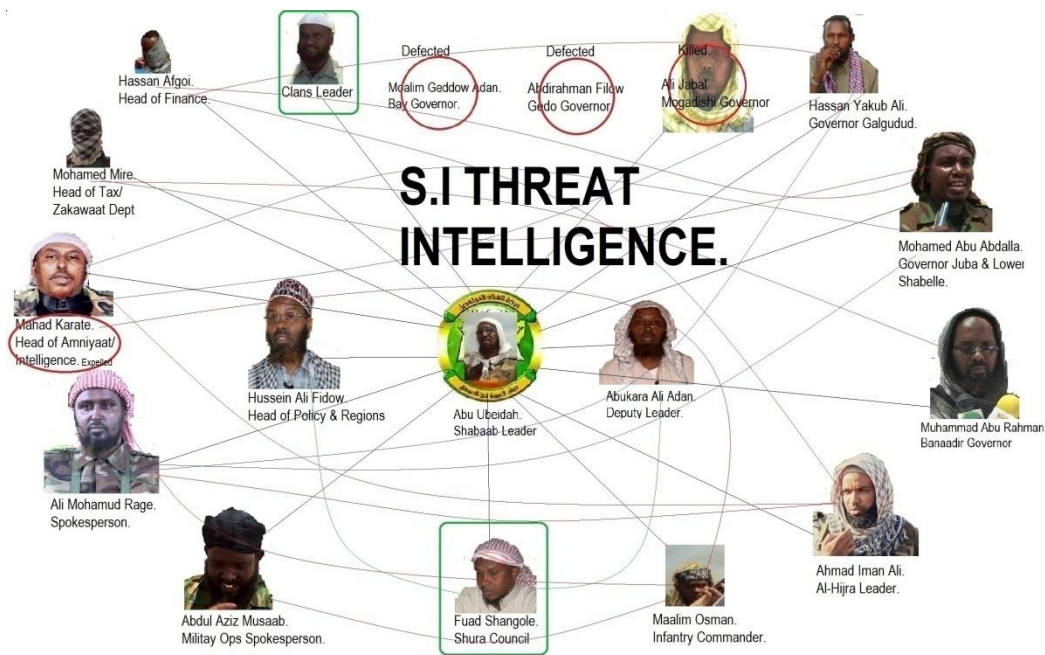 Hassan Afgoi.
Head of Finance.
Clans Leader
Defected
Moalim Geddow Adan.
Bay Governor.
Defected
Abdirahman Filow
Gedo Governor
Killed.
Ali Jabal
Mogadishi Governor
Hassan Yakub Ali.
Governor Galgudud.
Mohamed Mire.
Head of Tax/
Zakawaat Dept
S.I THREAT
INTELLIGENCE.
Mohamed Abu Abdalla.
Governor Juba & Lower
Shabelle.
Mahad Karate.
Head of Amniyaat/
Intelligence. Expelled
Hussein Ali Fidow.
Head of Policy & Regions
Abu Ubeidah.
Shabaab Leader
Abukara Ali Adan.
Deputy Leader.
Muhammad Abu Rahman
Banaadir Governor
Ali Mohamud Rage.
Spokesperson.
Ahmad Iman Ali.
Al-Hijra Leader.
Abdul Aziz Musaab.
Militay Ops Spokesperson.
Fuad Shangole.
Shura Council
Maalim Osman.
Infantry Commander.